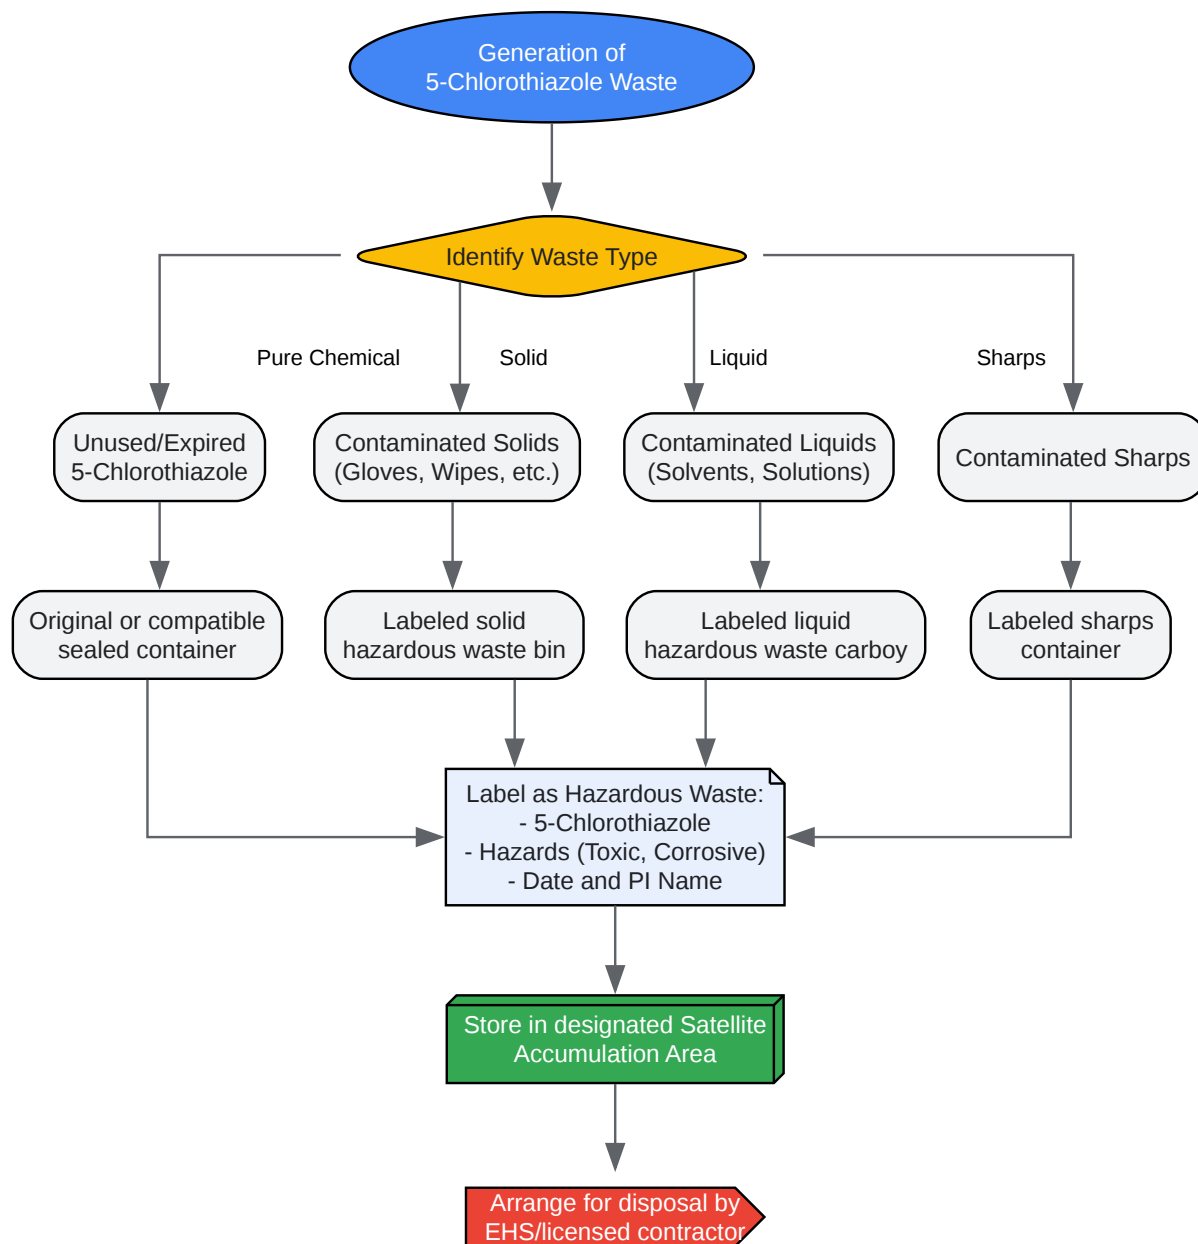 Generation of
5-Chlorothiazole Waste
Identify Waste Type
Pure Chemical
Solid
Liquid
Sharps
Unused/Expired
5-Chlorothiazole
Contaminated Solids
(Gloves, Wipes, etc.)
Contaminated Liquids
(Solvents, Solutions)
Contaminated Sharps
Original or compatible
sealed container
Labeled solid
hazardous waste bin
Labeled liquid
hazardous waste carboy
Labeled sharps
container
Label as Hazardous Waste:
- 5-Chlorothiazole
- Hazards (Toxic, Corrosive)
- Date and PI Name
Store in designated Satellite
Accumulation Area
Arrange for disposal by
EHS/licensed contractor